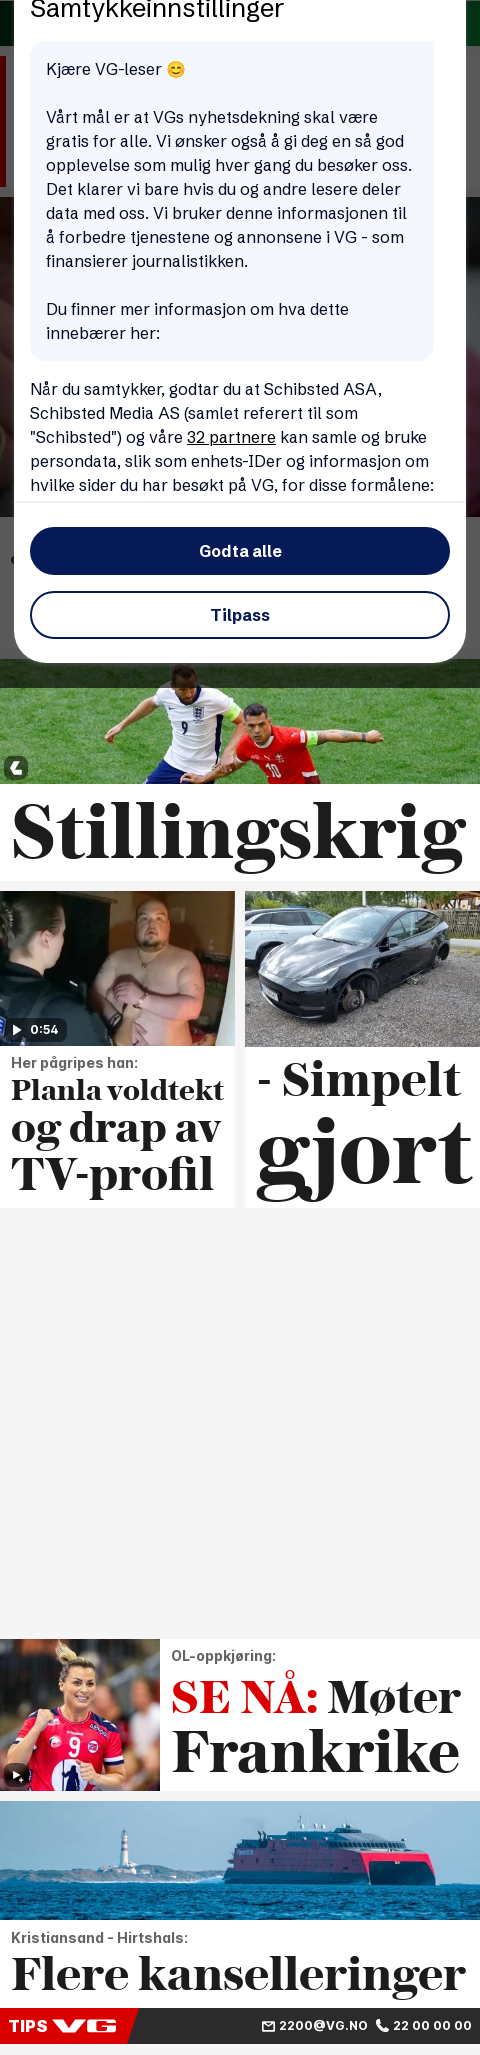 Samtykkeinnstillinger
Kjære VG-leser 😊
Vårt mål er at VGs nyhetsdekning skal være
gratis for alle. Vi ønsker også å gi deg en så god
opplevelse som mulig hver gang du besøker oss.
Det klarer vi bare hvis du og andre lesere deler
data med oss. Vi bruker denne informasjonen til
å forbedre tjenestene og annonsene i VG - som
finansierer journalistikken.
Du finner mer informasjon om hva dette
innebærer her:
Når du samtykker, godtar du at Schibsted ASA,
Schibsted Media AS (samlet referert til som
"Schibsted") og våre 32 partnere kan samle og bruke
persondata, slik som enhets-IDer og informasjon om
hvilke sider du har besøkt på VG, for disse formålene:
Godta alle
Tilpass
9
10
Stillingskrig
0:54
Her pågripes han:
Planla voldtekt
og drap av
TV-profil
- Simpelt
gjort
9
OL-oppkjøring:
SE NÅ: Møter
Frankrike
Kristiansand - Hirtshals:
Flere kanselleringer
TIPS VG
2200@VG.NO 22 00 00 00